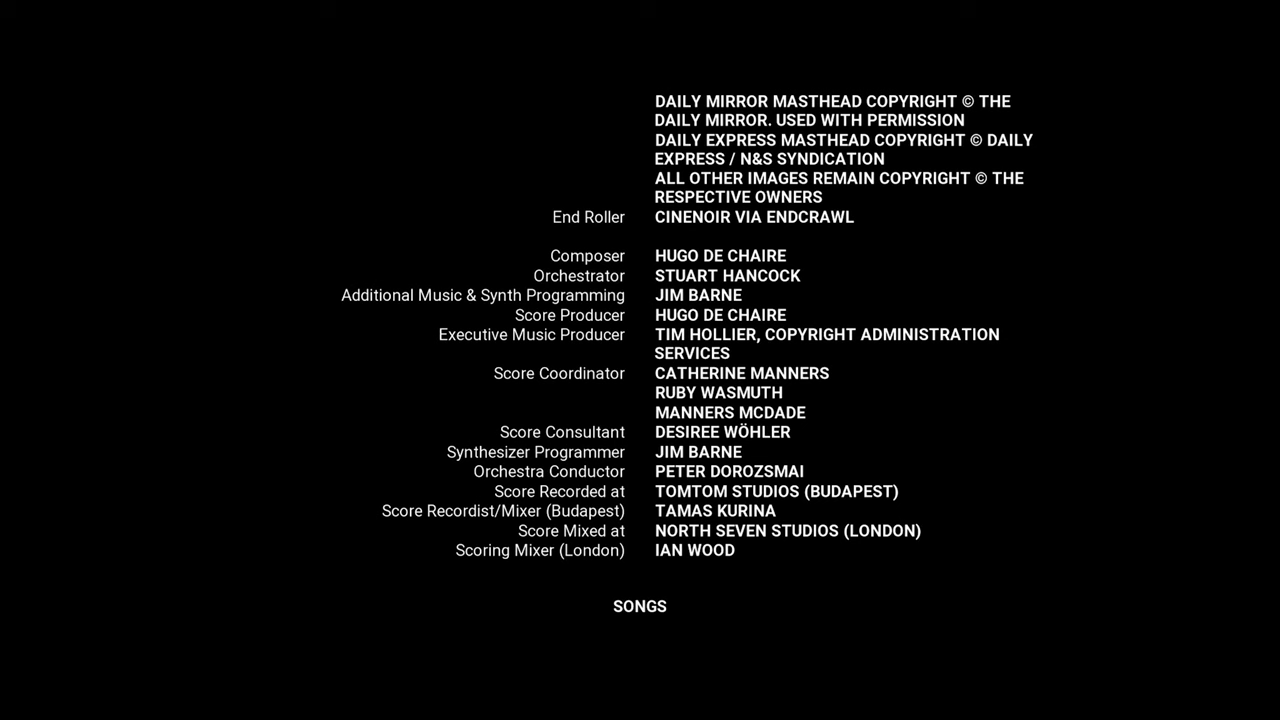 DAILY MIRROR MASTHEAD COPYRIGHT © THE
DAILY MIRROR. USED WITH PERMISSION
DAILY EXPRESS MASTHEAD COPYRIGHT © DAILY
EXPRESS / N&S SYNDICATION
ALL OTHER IMAGES REMAIN COPYRIGHT © THE
RESPECTIVE OWNERS
End Roller CINENOIR VIA ENDCRAWL
Composer HUGO DE CHAIRE
Orchestrator STUART HANCOCK
Additional Music & Synth Programming JIM BARNE
Score Producer HUGO DE CHAIRE
Executive Music Producer TIM HOLLIER, COPYRIGHT ADMINISTRATION
SERVICES
Score Coordinator CATHERINE MANNERS
RUBY WASMUTH
MANNERS MCDADE
Score Consultant DESIREE WÖHLER
Synthesizer Programmer JIM BARNE
Orchestra Conductor PETER DOROZSMAI
Score Recorded at TOMTOM STUDIOS (BUDAPEST)
Score Recordist/Mixer (Budapest) TAMAS KURINA
Score Mixed at NORTH SEVEN STUDIOS (LONDON)
Scoring Mixer (London) IAN WOOD
SONGS